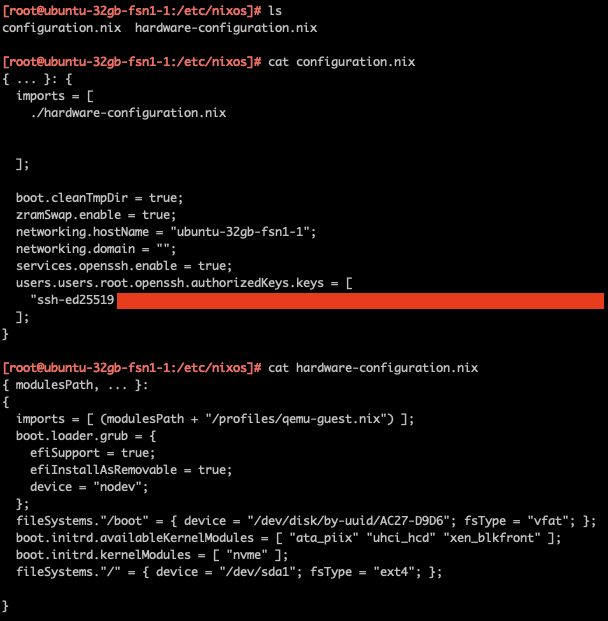 [root@ubuntu-32gb-fsn1-1:/etc/nixos]# ls
configuration.nix  hardware-configuration.nix

[root@ubuntu-32gb-fsn1-1:/etc/nixos]# cat configuration.nix
{ ... }: {
  imports = [
    ./hardware-configuration.nix


  ];

  boot.cleanTmpDir = true;
  zramSwap.enable = true;
  networking.hostName = "ubuntu-32gb-fsn1-1";
  networking.domain = "";
  services.openssh.enable = true;
  users.users.root.openssh.authorizedKeys.keys = [
    "ssh-ed25519
  ];
}

[root@ubuntu-32gb-fsn1-1:/etc/nixos]# cat hardware-configuration.nix
{ modulesPath, ... }:
{
  imports = [ (modulesPath + "/profiles/qemu-guest.nix") ];
  boot.loader.grub = {
    efiSupport = true;
    efiInstallAsRemovable = true;
    device = "nodev";
  };
  fileSystems."/boot" = { device = "/dev/disk/by-uuid/AC27-D9D6"; fsType = "vfat"; };
  boot.initrd.availableKernelModules = [ "ata_piix" "uhci_hcd" "xen_blkfront" ];
  boot.initrd.kernelModules = [ "nvme" ];
  fileSystems."/" = { device = "/dev/sda1"; fsType = "ext4"; };

}